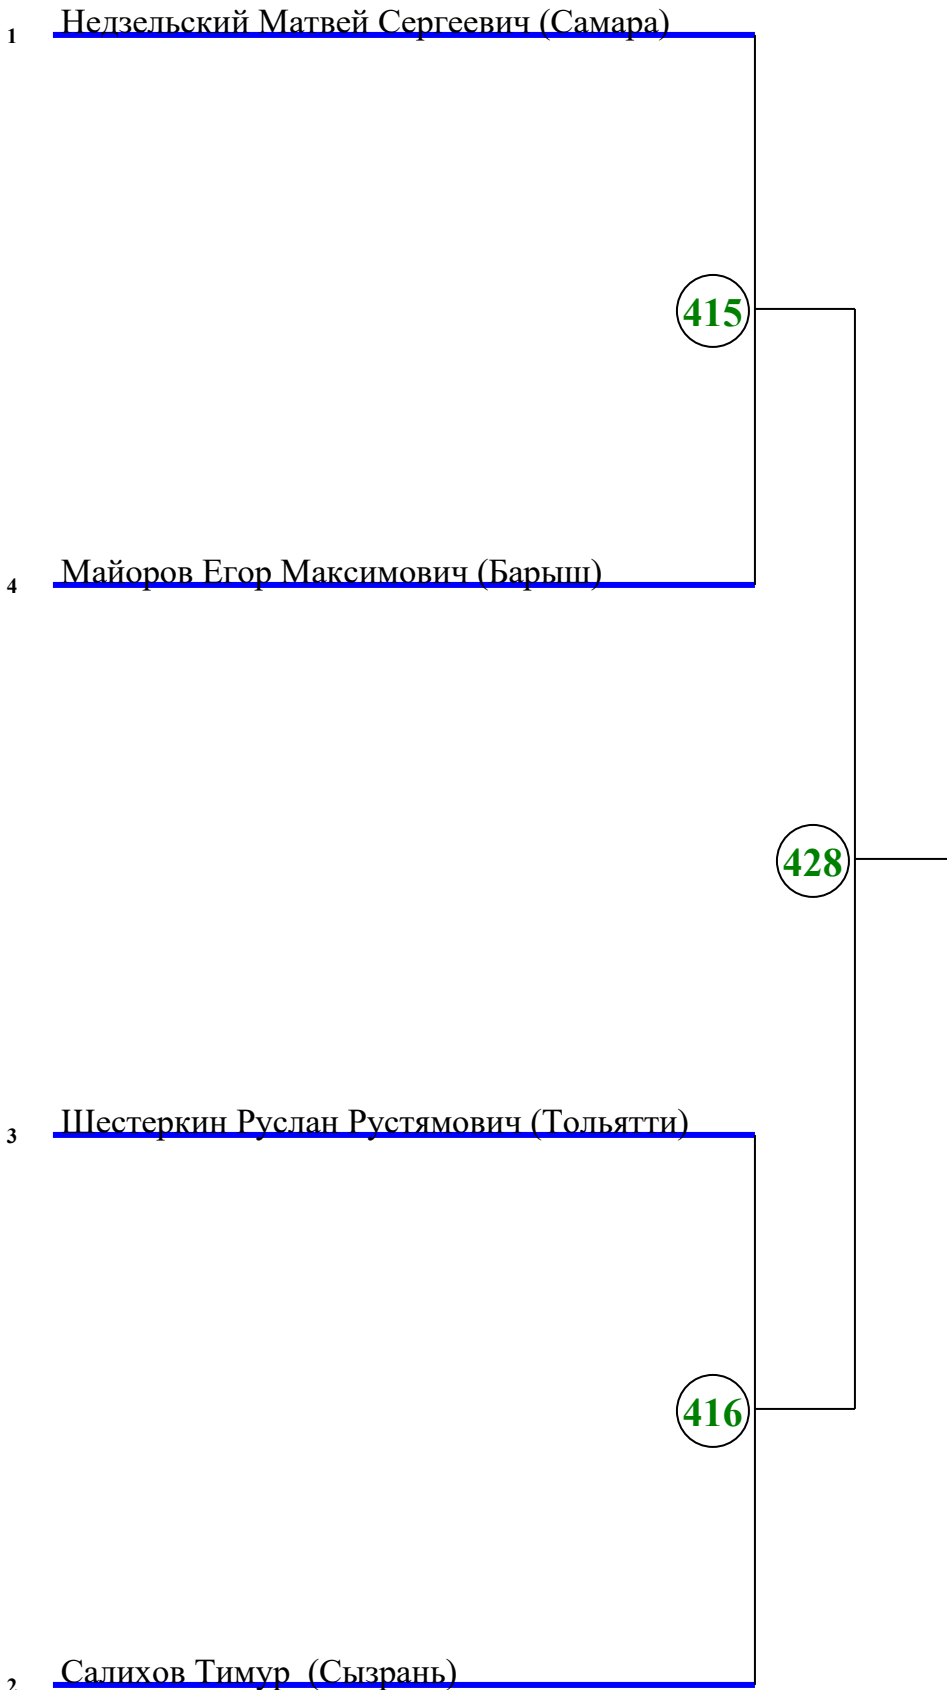 1 Недзельский Матвей Сергеевич (Самара)
415
4 Майоров Егор Максимович (Барыш)
428
3 Шестеркин Руслан Рустямович (Тольятти)
416
2 Салихов Тимур  (Сызрань)